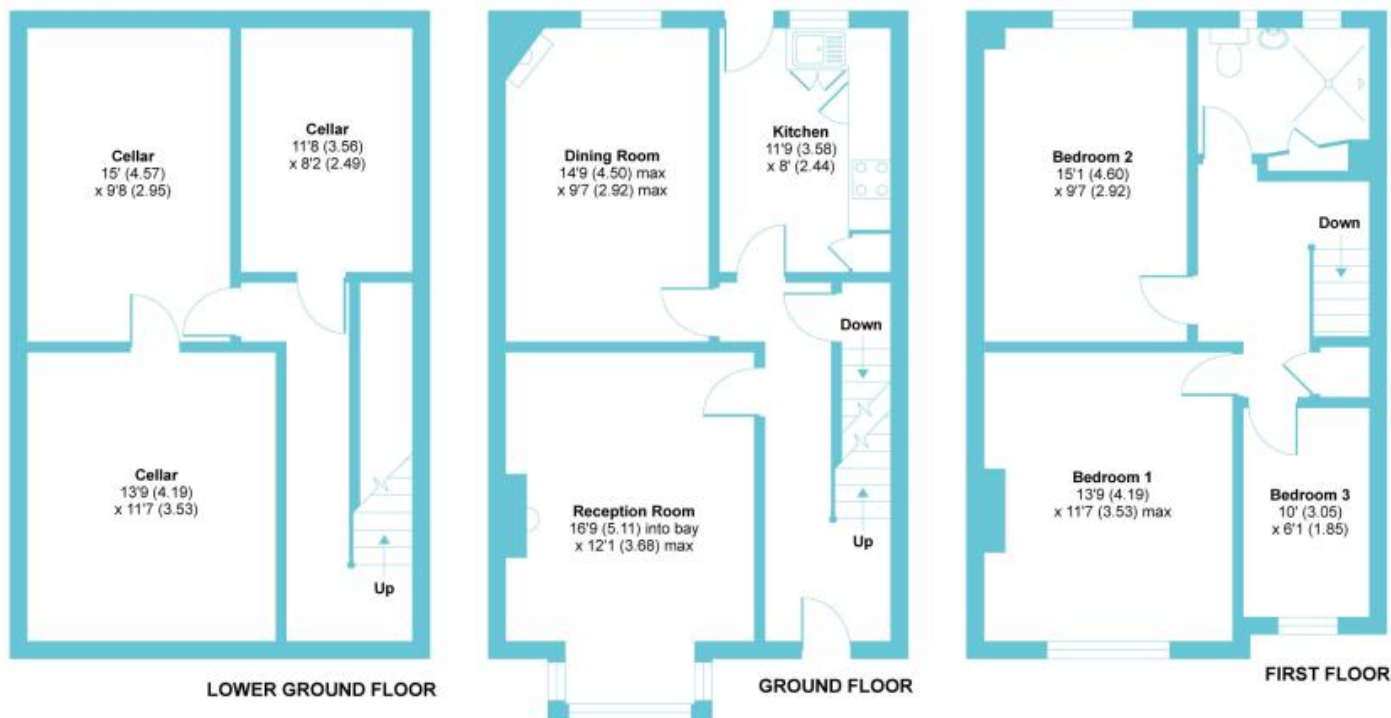 Cellar
15' (4.57)
x 9'8 (2.95)
Cellar
11'8 (3.56)
x 8'2 (2.49)
Cellar
13'9 (4.19)
x 11'7 (3.53)
Up
LOWER GROUND FLOOR
Dining Room
14'9 (4.50) max
x 9'7 (2.92) max
Kitchen
11'9 (3.58)
x 8' (2.44)
Down
Reception Room
16'9 (5.11) into bay
x 12'1 (3.68) max
Up
GROUND FLOOR
Bedroom 2
15'1 (4.60)
x 9'7 (2.92)
Down
Bedroom 1
13'9 (4.19)
x 11'7 (3.53) max
Bedroom 3
10' (3.05)
x 6'1 (1.85)
FIRST FLOOR